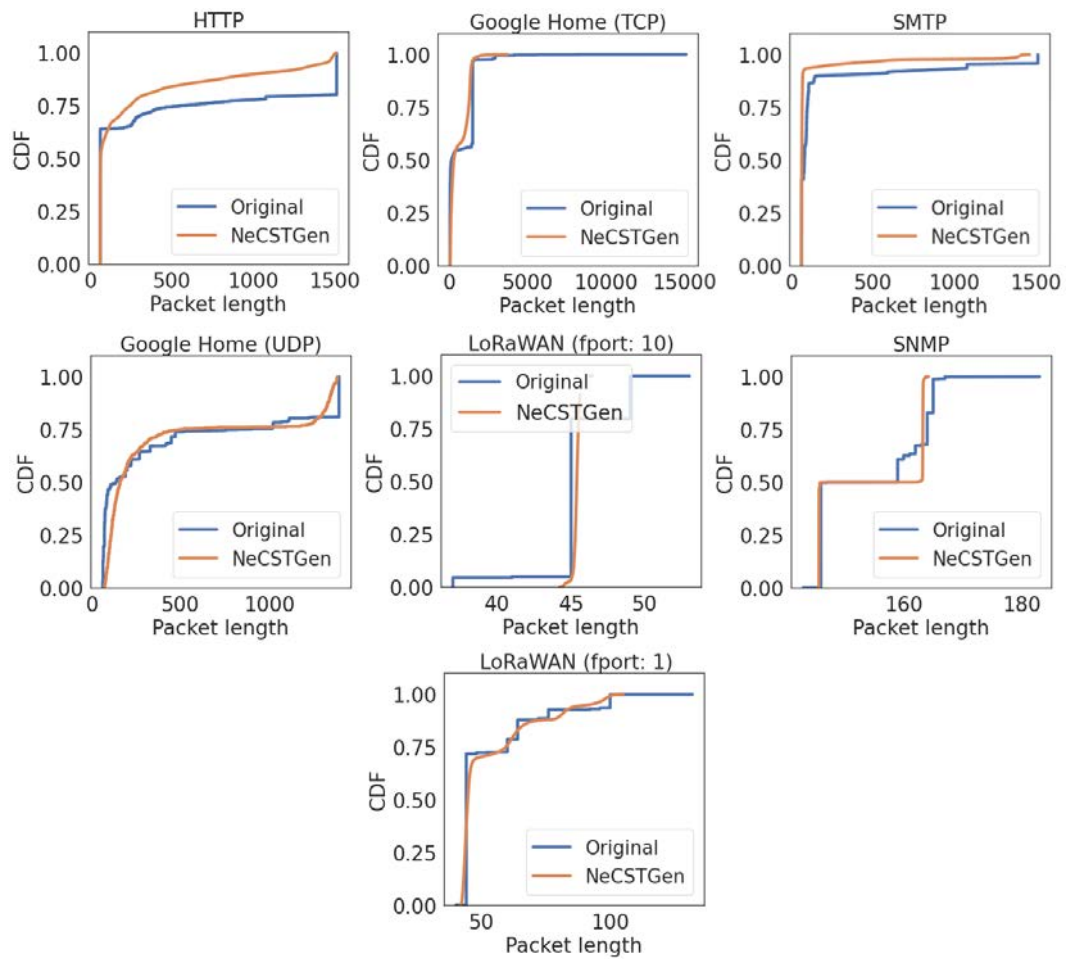 HTTP
1.00
0.75
0.50
0.25
0.00
CDF
Original
NeCSTGen
0 500 1000 1500
Packet length
Google Home (TCP)
1.00
0.75
0.50
0.25
0.00
CDF
Original
NeCSTGen
0 5000 10000 15000
Packet length
SMTP
1.00
0.75
0.50
0.25
0.00
CDF
Original
NeCSTGen
0 500 1000 1500
Packet length
Google Home (UDP)
1.00
0.75
0.50
0.25
0.00
CDF
Original
NeCSTGen
0 500 1000
Packet length
LoRaWAN (fport: 10)
1.00
0.75
0.50
0.25
0.00
CDF
Original
NeCSTGen
40 45 50
Packet length
SNMP
1.00
0.75
0.50
0.25
0.00
CDF
Original
NeCSTGen
160 180
Packet length
LoRaWAN (fport: 1)
1.00
0.75
0.50
0.25
0.00
CDF
Original
NeCSTGen
50 100
Packet length